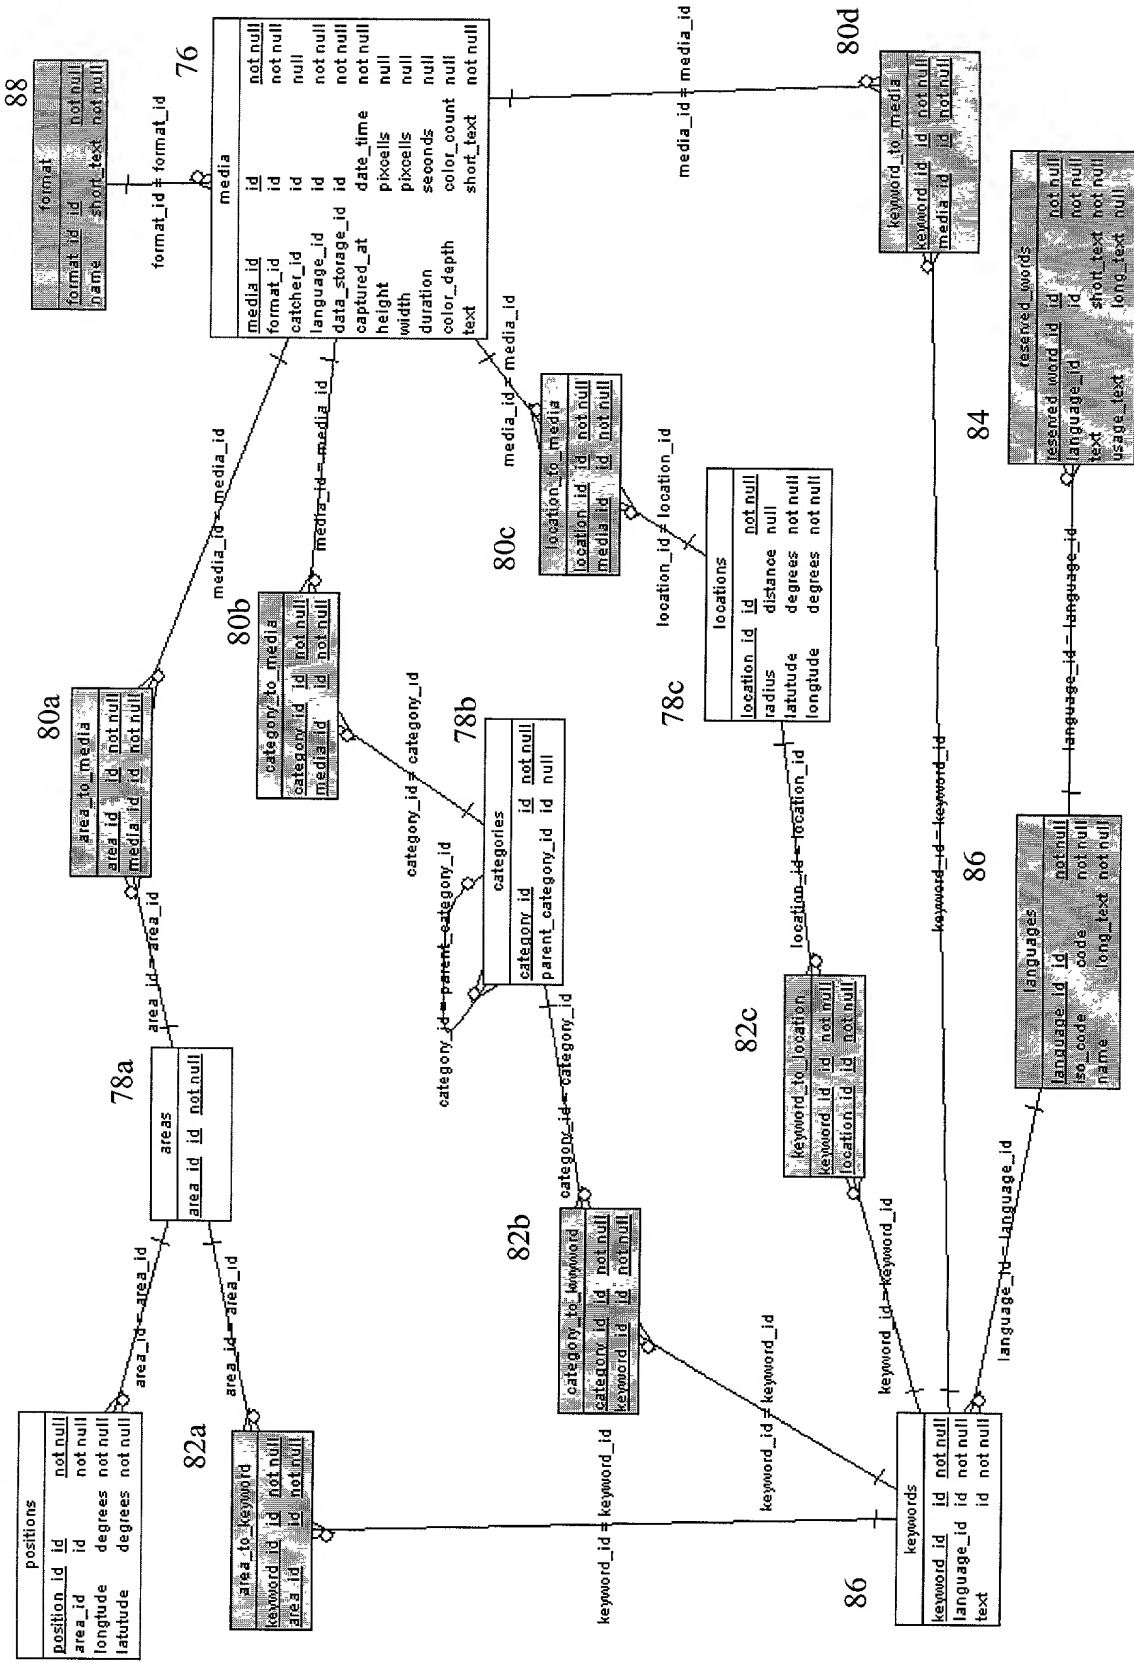 88
format
format_id id not null
name short_text not null
format_id = format_id
76
media
media_id id not null
format_id id not null
catcher_id id null
language_id id not null
data_storage_id id not null
captured_at date_time not null
height pixcells null
width pixcells null
duration seconds null
color_depth color_count null
text short_text not null
media_id = media_id
80d
keyword_to_media
keyword_id id not null
media_id id not null
84
reserved_words
reserved_word_id id not null
language_id id not null
text short_text not null
usage_text long_text null
media_id = media_id
80a
area_to_media
area_id id not null
media_id id not null
media_id = media_id
80b
category_to_media
category_id id not null
media_id id not null
media_id = media_id
80c
location_to_media
location_id id not null
media_id id not null
location_id = location_id
78c
locations
location_id id not null
radius distance null
latutude degrees not null
longtude degrees not null
category_id = category_id
78b
categories
category_id id not null
parent_category_id id null
category_id = parent_category_id
area_id = area_id
78a
areas
area_id id not null
location_id = location_id
keyword_id = keyword_id
language_id = language_id
86
languages
language_id id not null
iso_code code not null
name long_text not null
82c
keyword_to_location
keyword_id id not null
location_id id not null
category_id = category_id
82b
category_to_keyword
category_id id not null
keyword_id id not null
area_id = area_id
area_id = area_id
positions
position_id id not null
area_id id not null
longtude degrees not null
latutude degrees not null
82a
area_to_keyword
keyword_id id not null
area_id id not null
keyword_id = keyword_id
keyword_id = keyword_id
keyword_id = keyword_id
language_id = language_id
86
keywords
keyword_id id not null
language_id id not null
text id not null